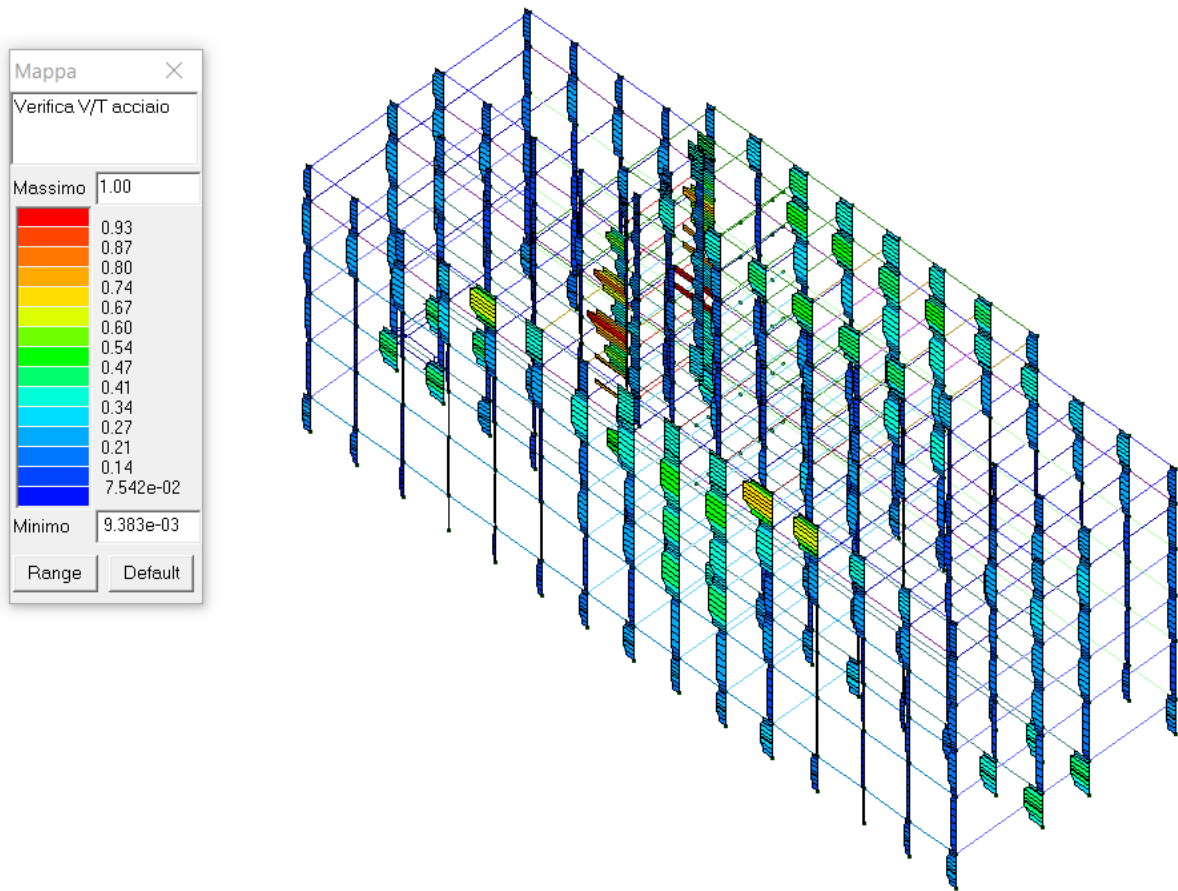 Mappa
Verifica V/T acciaio
Massimo 1.00
0.93
0.87
0.80
0.74
0.67
0.60
0.54
0.47
0.41
0.34
0.27
0.21
0.14
7.542e-02
Minimo 9.383e-03
Range Default